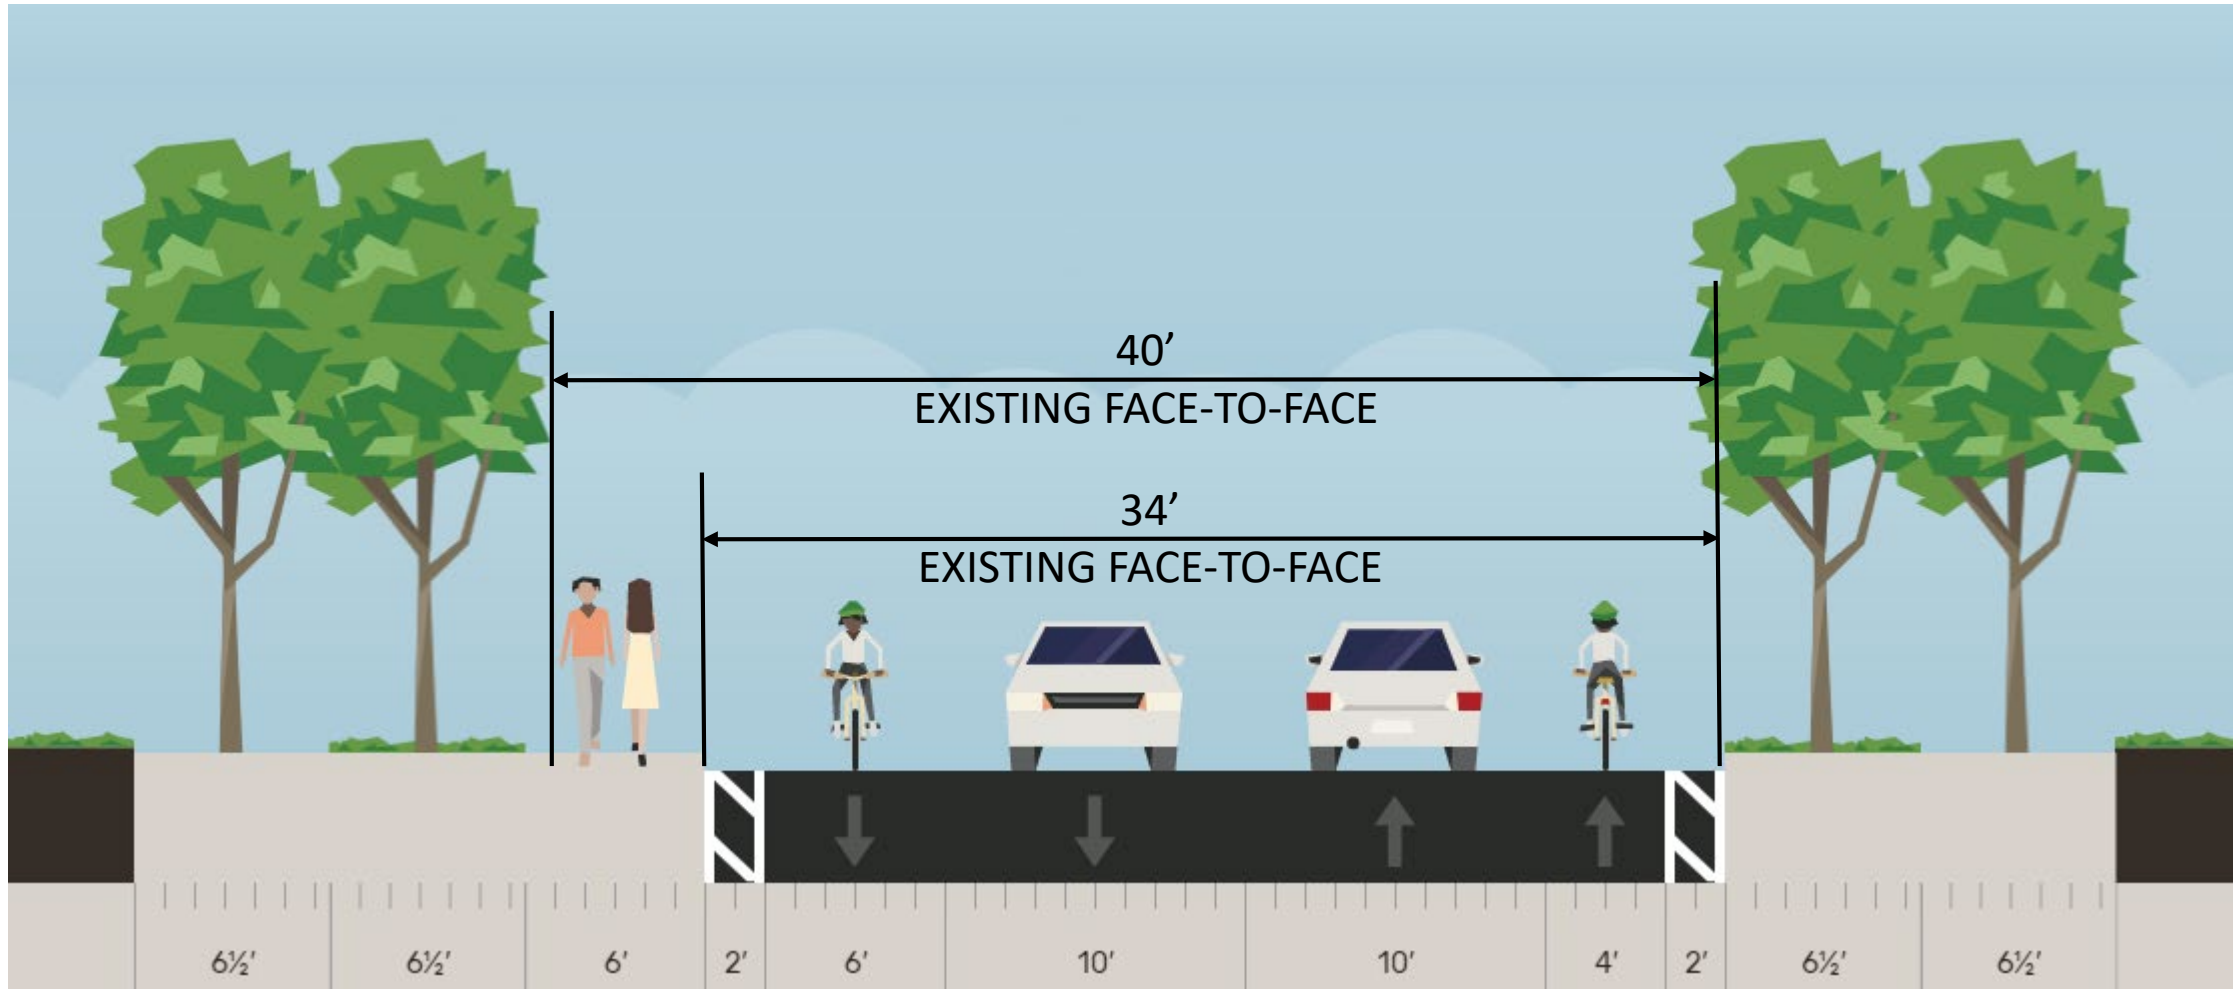 40’
EXISTING FACE-TO-FACE
34’
EXISTING FACE-TO-FACE
6½' 6½' 6' 2' 6' 10' 10' 4' 2' 6½' 6½'